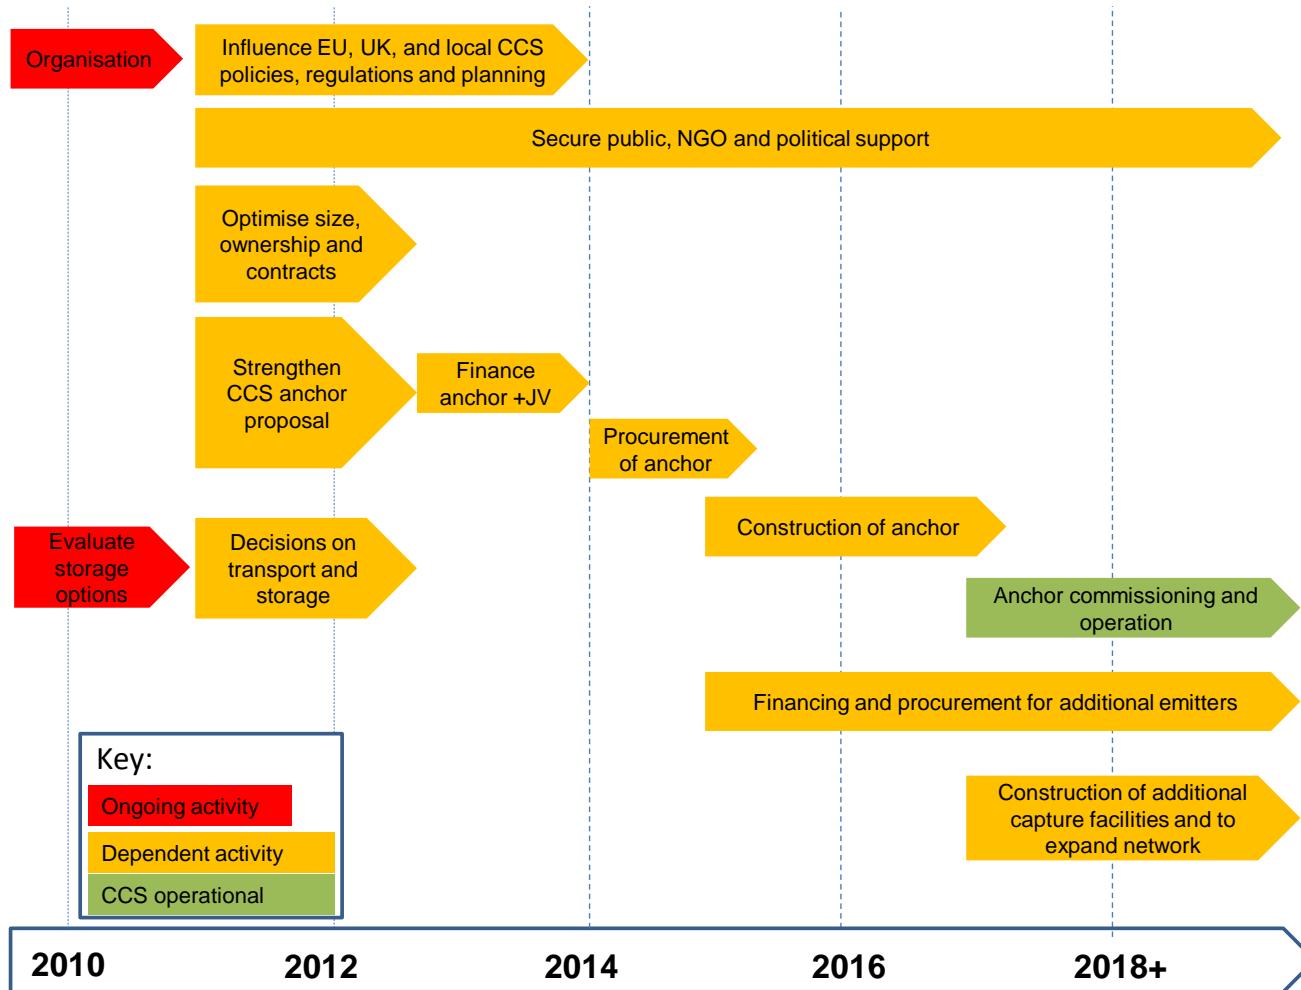 Organisation
Influence EU, UK, and local CCS
policies, regulations and planning
Secure public, NGO and political support
Optimise size,
ownership and
contracts
Strengthen
CCS anchor
proposal
Finance
anchor +JV
Procurement
of anchor
Construction of anchor
Evaluate
storage
options
Decisions on
transport and
storage
Anchor commissioning and
operation
Financing and procurement for additional emitters
Construction of additional
capture facilities and to
expand network
Key:
Ongoing activity
Dependent activity
CCS operational
2010 2012 2014 2016 2018+